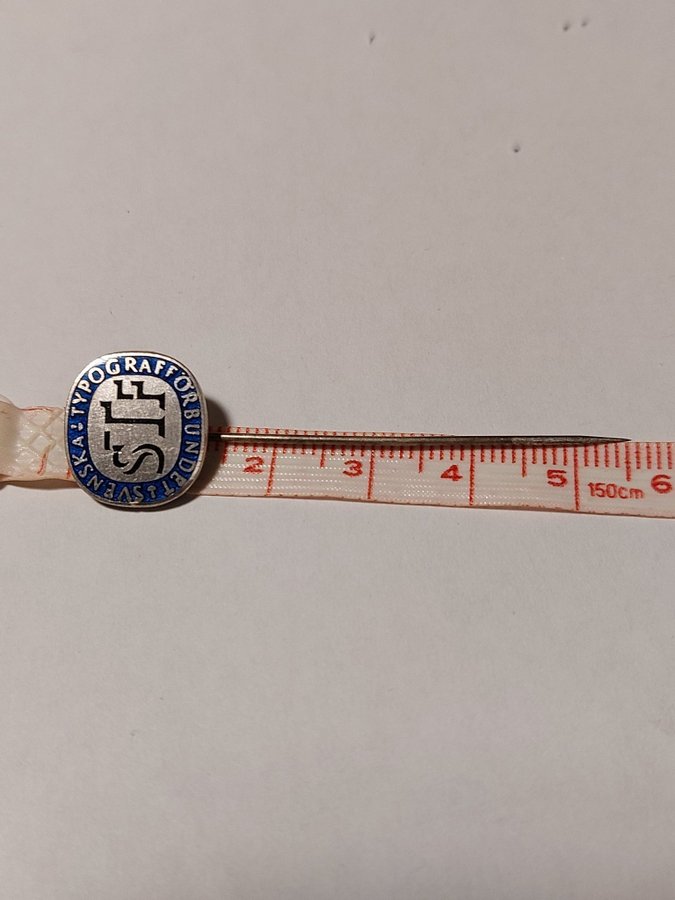 SVENSKA TYPOGRAFFÖRBUNDET
STF
2 3 4 5 6
150cm